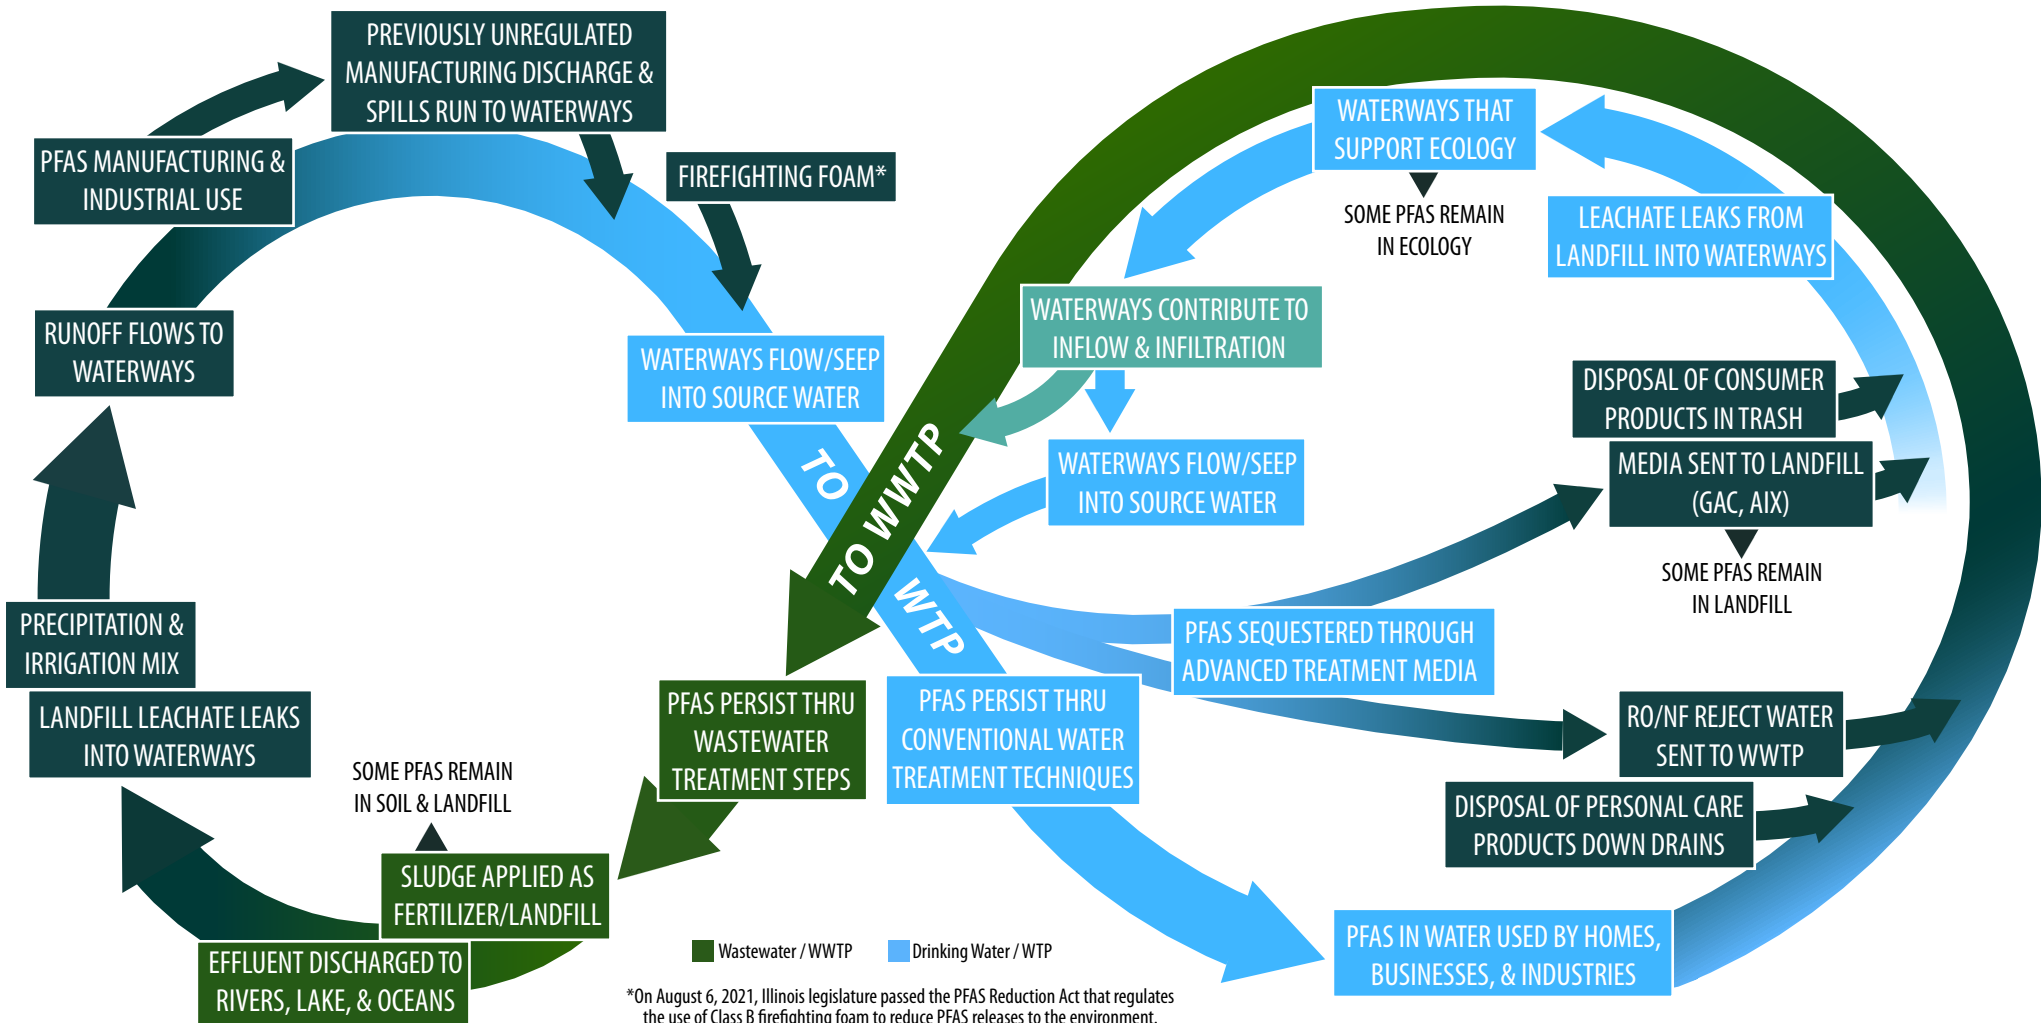 PREVIOUSLY UNREGULATED
MANUFACTURING DISCHARGE &
SPILLS RUN TO WATERWAYS
PFAS MANUFACTURING &
INDUSTRIAL USE
FIREFIGHTING FOAM*
RUNOFF FLOWS TO
WATERWAYS
WATERWAYS FLOW/SEEP
INTO SOURCE WATER
PRECIPITATION &
IRRIGATION MIX
LANDFILL LEACHATE LEAKS
INTO WATERWAYS
SOME PFAS REMAIN
IN SOIL & LANDFILL
SLUDGE APPLIED AS
FERTILIZER/LANDFILL
EFFLUENT DISCHARGED TO
RIVERS, LAKE, & OCEANS
PFAS PERSIST THRU
WASTEWATER
TREATMENT STEPS
TO WWTP
TO WTP
PFAS PERSIST THRU
CONVENTIONAL WATER
TREATMENT TECHNIQUES
WATERWAYS THAT
SUPPORT ECOLOGY
SOME PFAS REMAIN
IN ECOLOGY
LEACHATE LEAKS FROM
LANDFILL INTO WATERWAYS
WATERWAYS CONTRIBUTE TO
INFLOW & INFILTRATION
WATERWAYS FLOW/SEEP
INTO SOURCE WATER
DISPOSAL OF CONSUMER
PRODUCTS IN TRASH
MEDIA SENT TO LANDFILL
(GAC, AIX)
SOME PFAS REMAIN
IN LANDFILL
PFAS SEQUESTERED THROUGH
ADVANCED TREATMENT MEDIA
RO/NF REJECT WATER
SENT TO WWTP
DISPOSAL OF PERSONAL CARE
PRODUCTS DOWN DRAINS
PFAS IN WATER USED BY HOMES,
BUSINESSES, & INDUSTRIES
Wastewater / WWTP
Drinking Water / WTP
*On August 6, 2021, Illinois legislature passed the PFAS Reduction Act that regulates
the use of Class B firefighting foam to reduce PFAS releases to the environment.